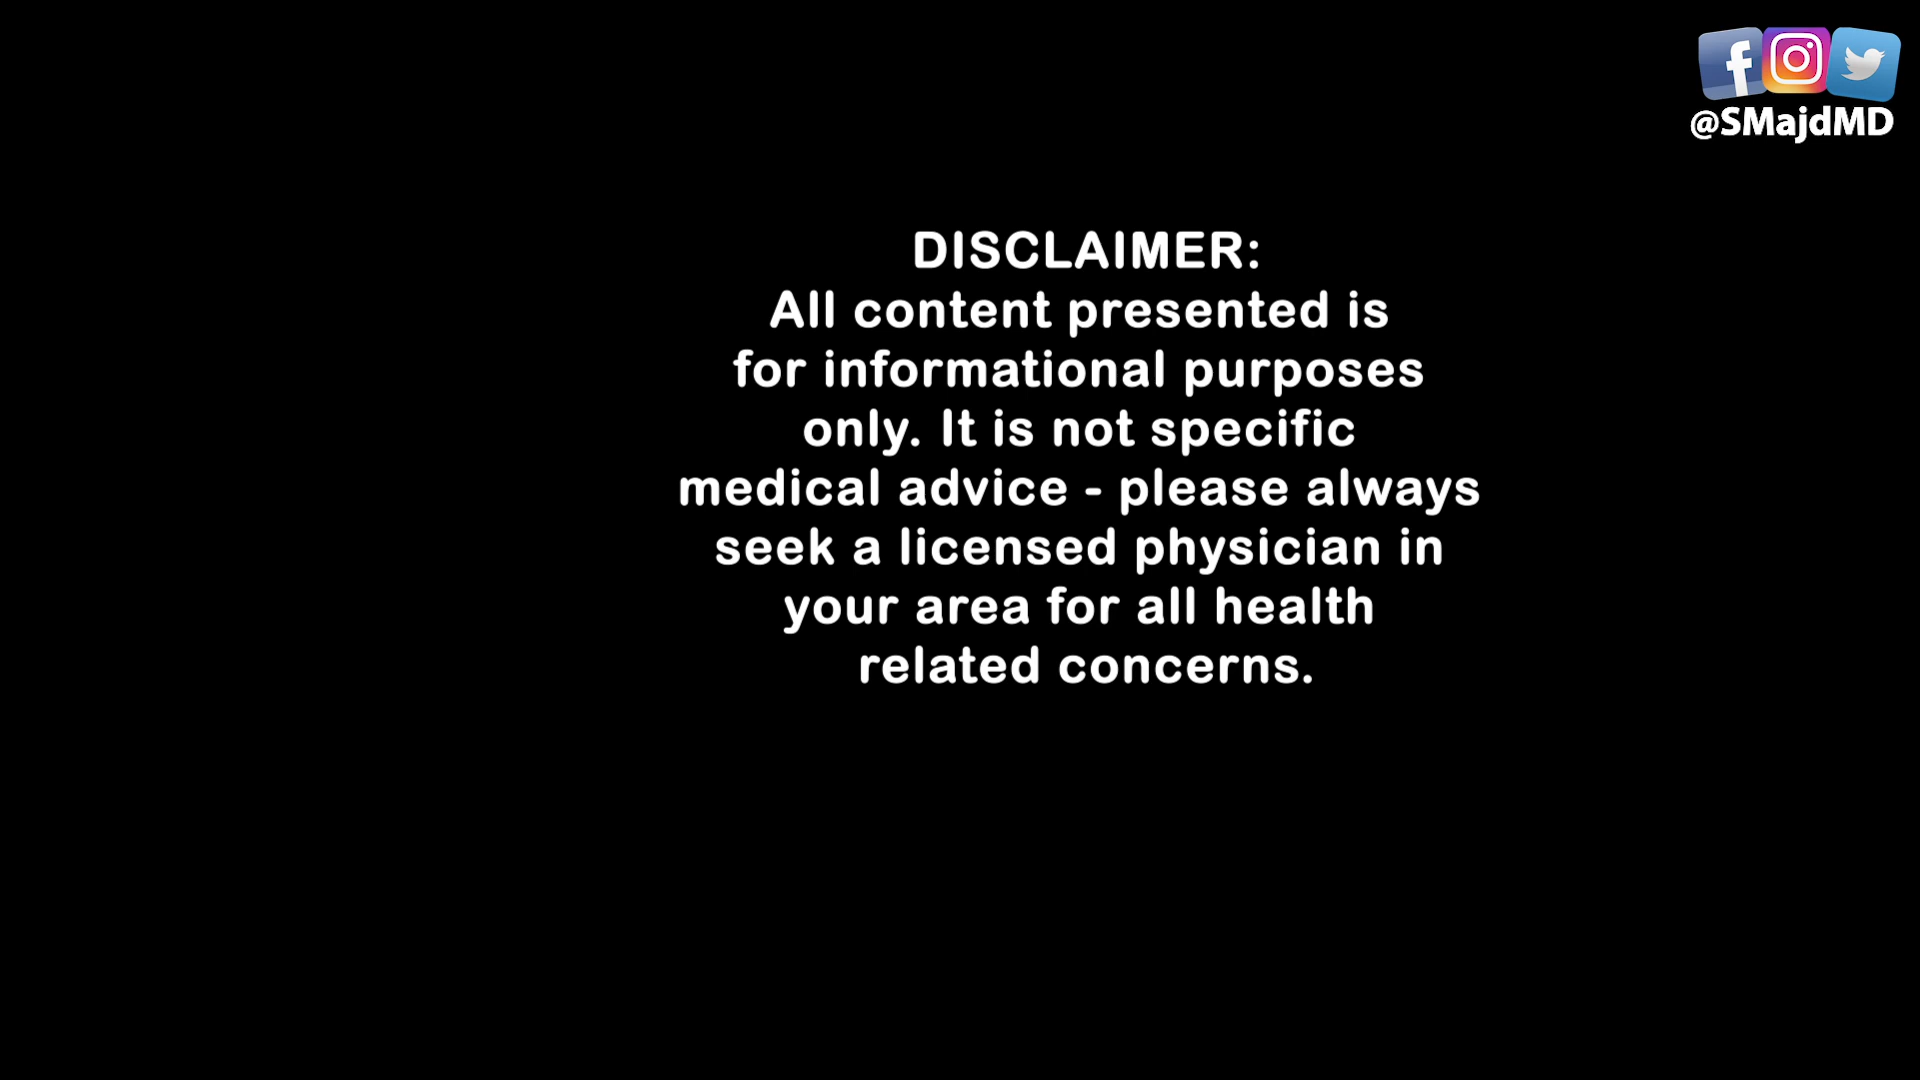 @SMajdMD
DISCLAIMER:
All content presented is
for informational purposes
only. It is not specific
medical advice - please always
seek a licensed physician in
your area for all health
related concerns.